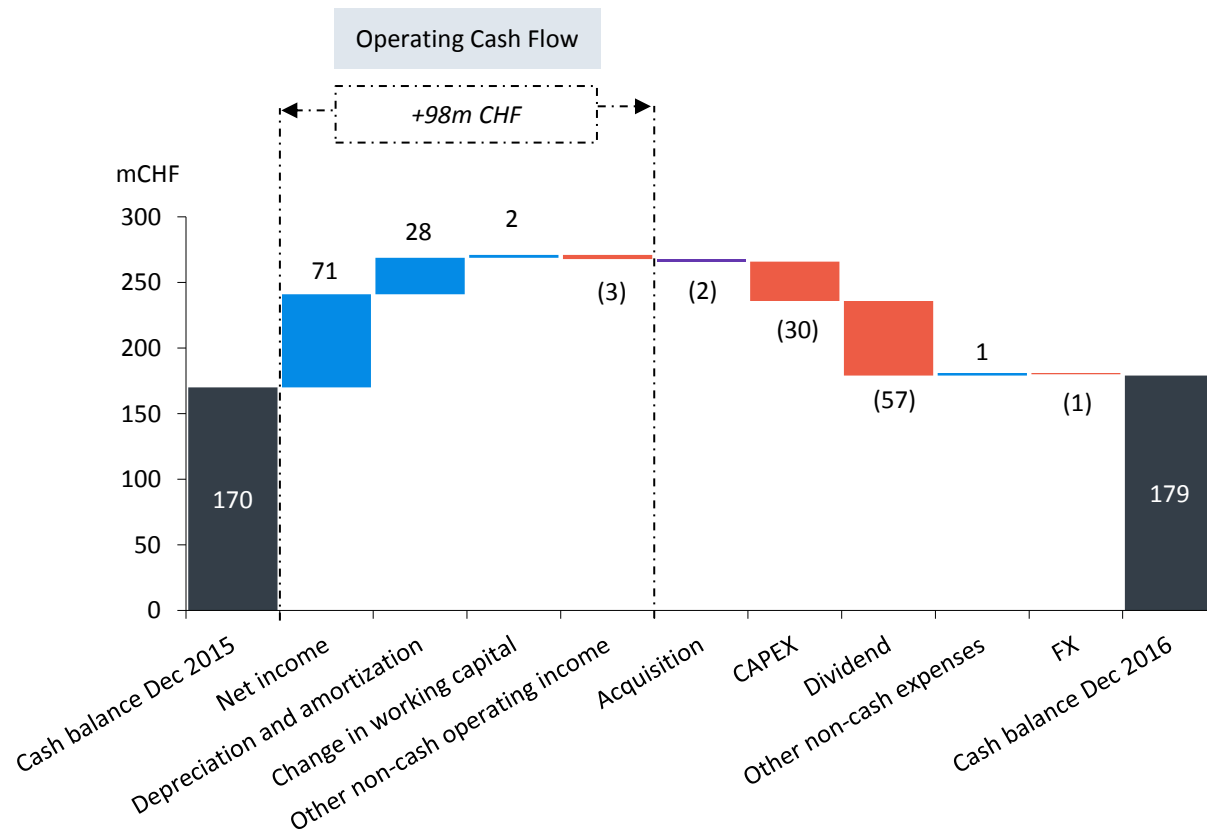 Operating Cash Flow
+98m CHF
mCHF
300
250
200
150
100
50
0
170
71
28
2
(3)
(2)
(30)
(57)
1
(1)
179
Cash balance Dec 2015
Net income
Depreciation and amortization
Change in working capital
Other non-cash operating income
Acquisition
CAPEX
Dividend
Other non-cash expenses
FX
Cash balance Dec 2016